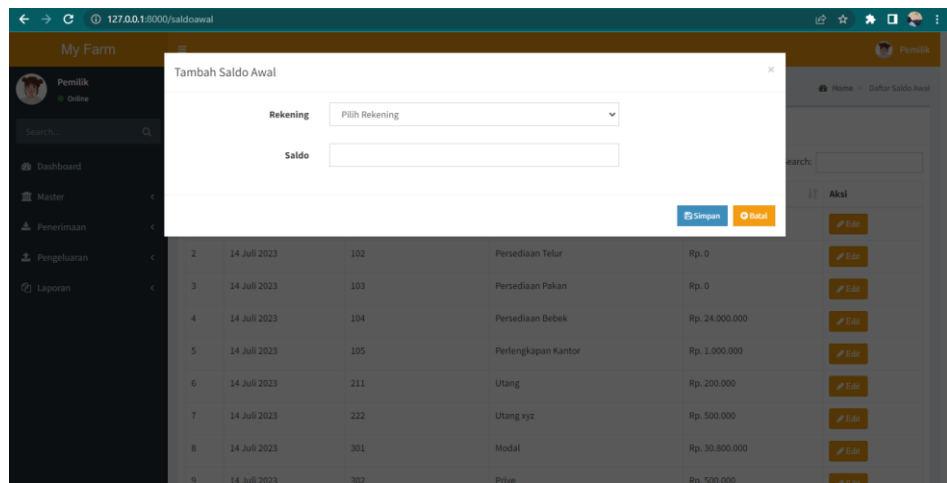 127.0.0.1:8000/saldoawal
My Farm
Pemilik
Pemilik
Online
Home
Daftar Saldo Awal
Search...
Dashboard
Master
Penerimaan
Pengeluaran
Laporan
Tambah Saldo Awal ×
Rekening Pilih Rekening
Saldo
Simpan Batal
earch:
Aksi
Edit
2 14 Juli 2023 102 Persediaan Telur Rp. 0 Edit
3 14 Juli 2023 103 Persediaan Pakan Rp. 0 Edit
4 14 Juli 2023 104 Persediaan Bebek Rp. 24.000.000 Edit
5 14 Juli 2023 105 Perlengkapan Kantor Rp. 1.000.000 Edit
6 14 Juli 2023 211 Utang Rp. 200.000 Edit
7 14 Juli 2023 222 Utang xyz Rp. 500.000 Edit
8 14 Juli 2023 301 Modal Rp. 30.800.000 Edit
9 14 Juli 2023 302 Prive Rp. 500.000 Edit